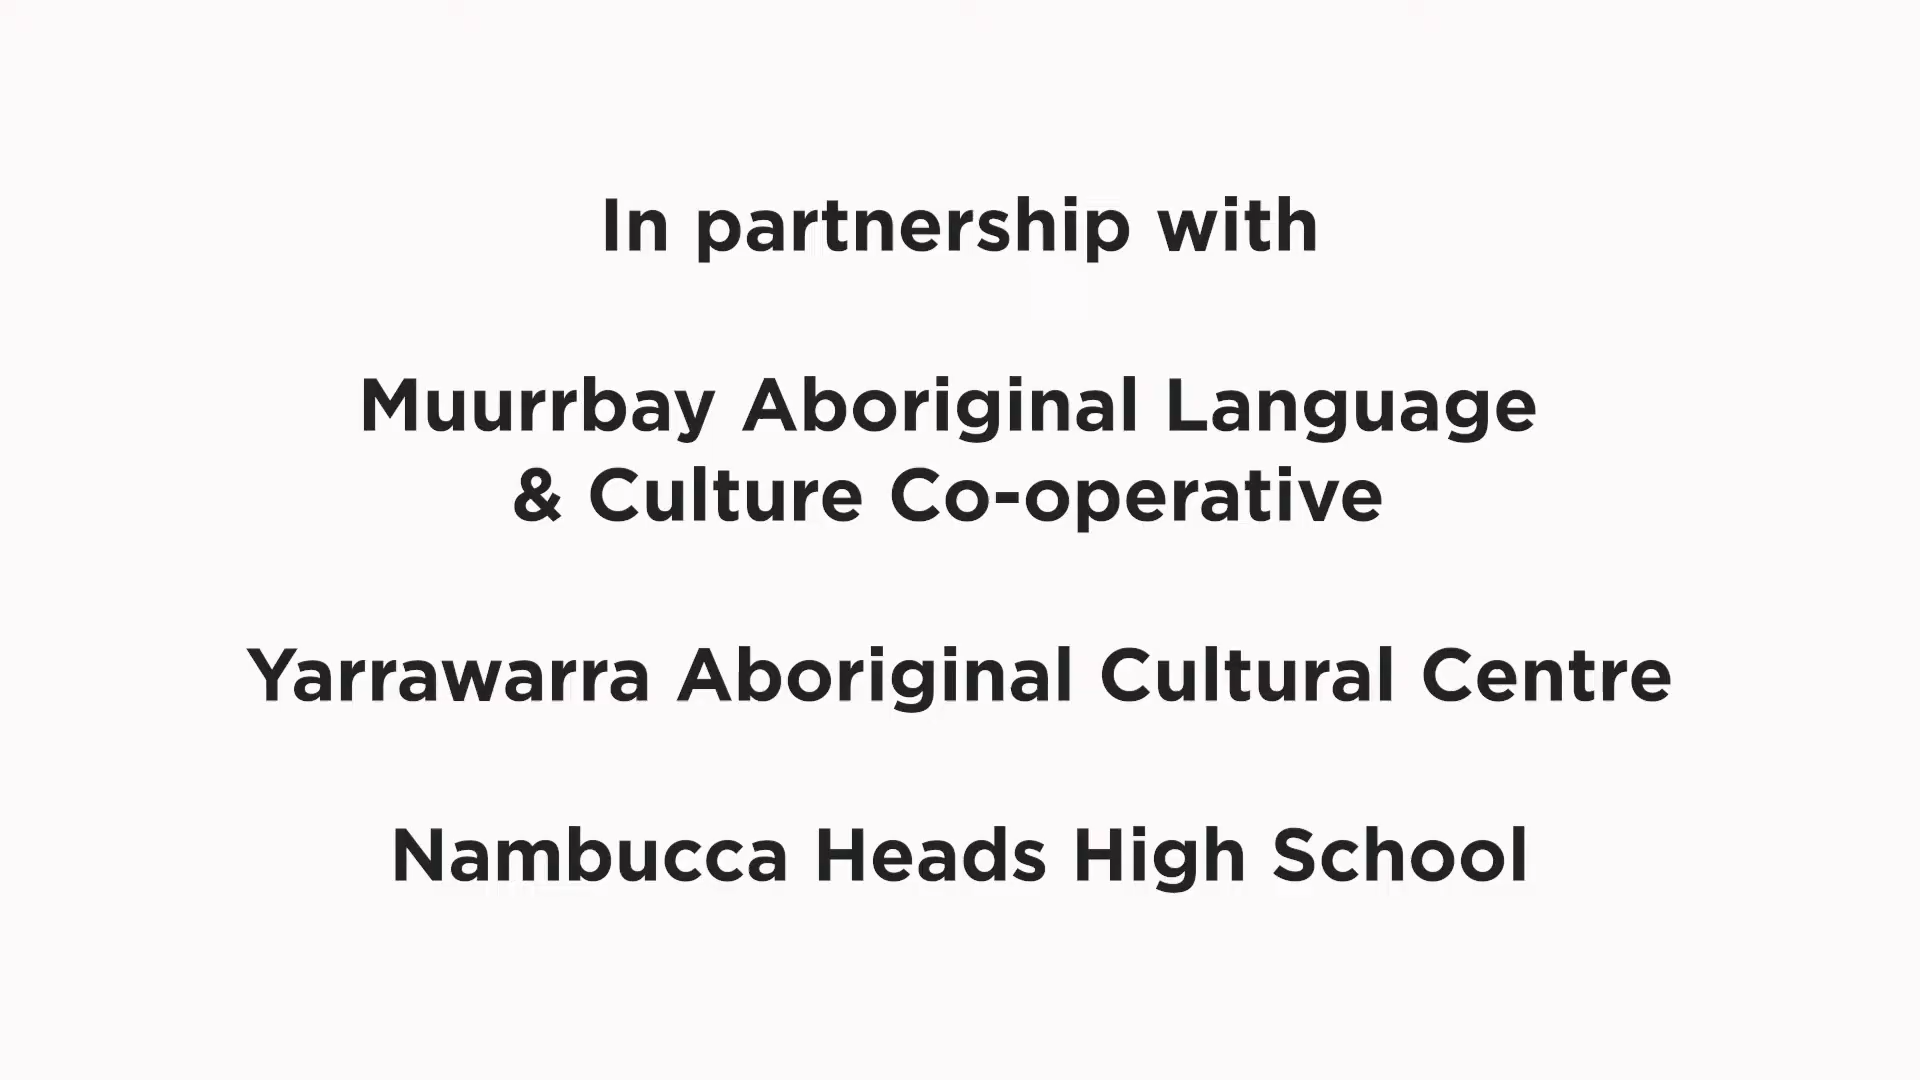 In partnership with
Muurrbay Aboriginal Language
& Culture Co-operative
Yarrawarra Aboriginal Cultural Centre
Nambucca Heads High School